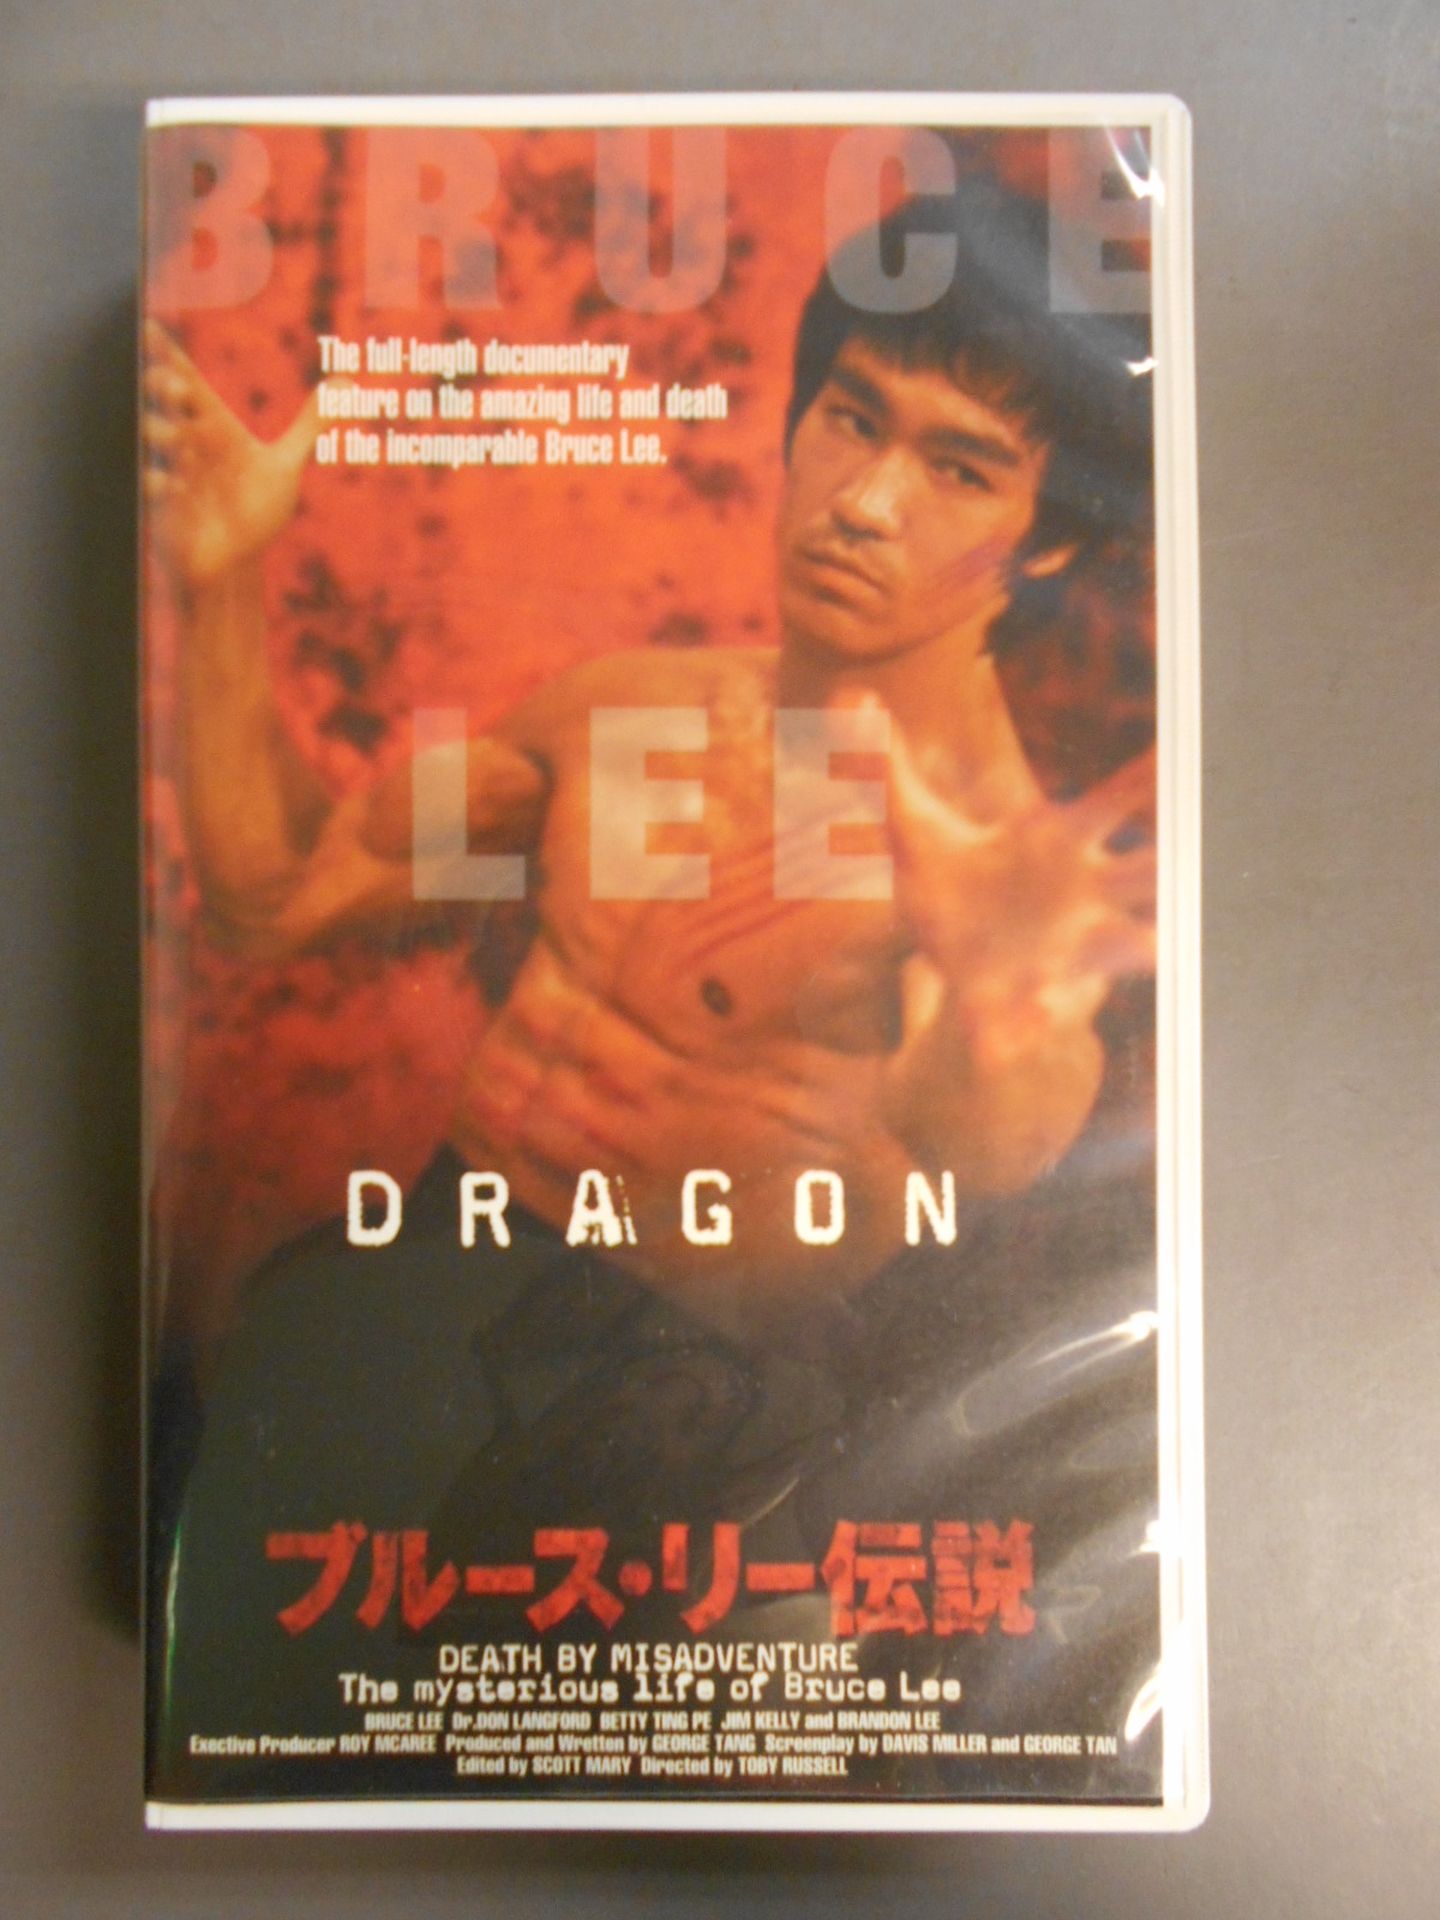 BRUCE
The full-length documentary
feature on the amazing life and death
of the incomparable Bruce Lee.
LEE
DRAGON
ブルース・リー伝説
DEATH BY MISADVENTURE
The mysterious life of Bruce Lee
BRUCE LEE Dr.DON LANGFORD BETTY TING PE JIM KELLY and BRANDON LEE
Exective Producer ROY MCAREE Produced and Wretten by GEORGE TANG Screenplay by DAVIS MILLER and GEORGE TAN
Edited by SCOTT MARY Directed by TOBY RUSSELL